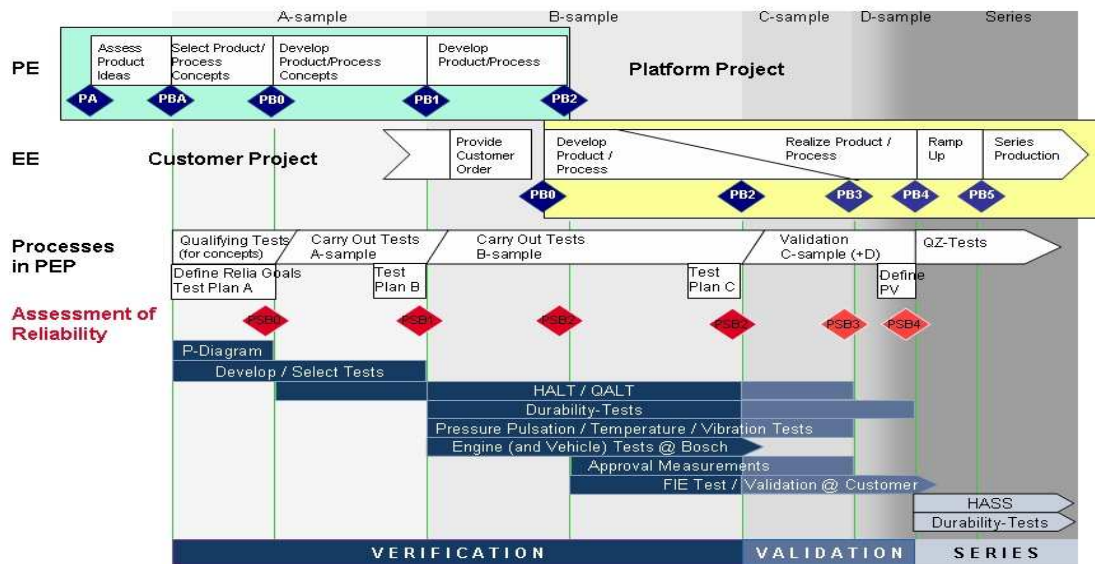 A-sample
B-sample
C-sample
D-sample
Series
PE
Assess
Product
Ideas
Select Product/
Process
Concepts
Develop
Product/Process
Concepts
Develop
Product/Process
Platform Project
PA
PBA
PB0
PB1
PB2
EE
Customer Project
Provide
Customer
Order
Develop
Product /
Process
Realize Product /
Process
Ramp
Up
Series
Production
PB0
PB2
PB3
PB4
PB5
Processes
in PEP
Qualifying Tests
(for concepts)
Carry Out Tests
A-sample
Carry Out Tests
B-sample
Validation
C-sample (+D)
QZ-Tests
Define Relia Goals
Test Plan A
Test
Plan B
Test
Plan C
Define
PV
Assessment of
Reliability
PSB0
PSB1
PSB2
PSB2
PSB3
PSB4
P-Diagram
Develop / Select Tests
HALT / QALT
Durability-Tests
Pressure Pulsation / Temperature / Vibration Tests
Engine (and Vehicle) Tests @ Bosch
Approval Measurements
FIE Test / Validation @ Customer
HASS
Durability-Tests
VERIFICATION
VALIDATION
SERIES